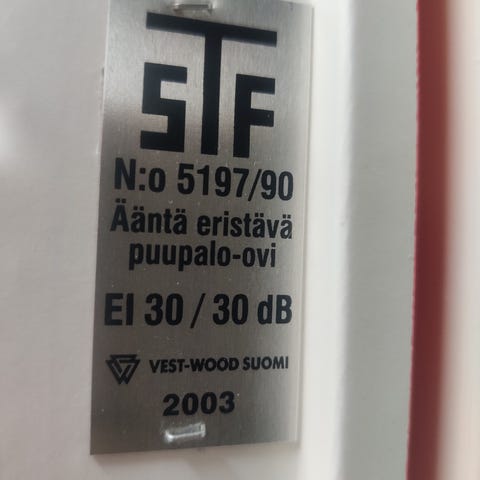 STF
N:o 5197/90
Ääntä eristävä
puupalo-ovi
EI 30 / 30 dB
VEST-WOOD SUOMI
2003